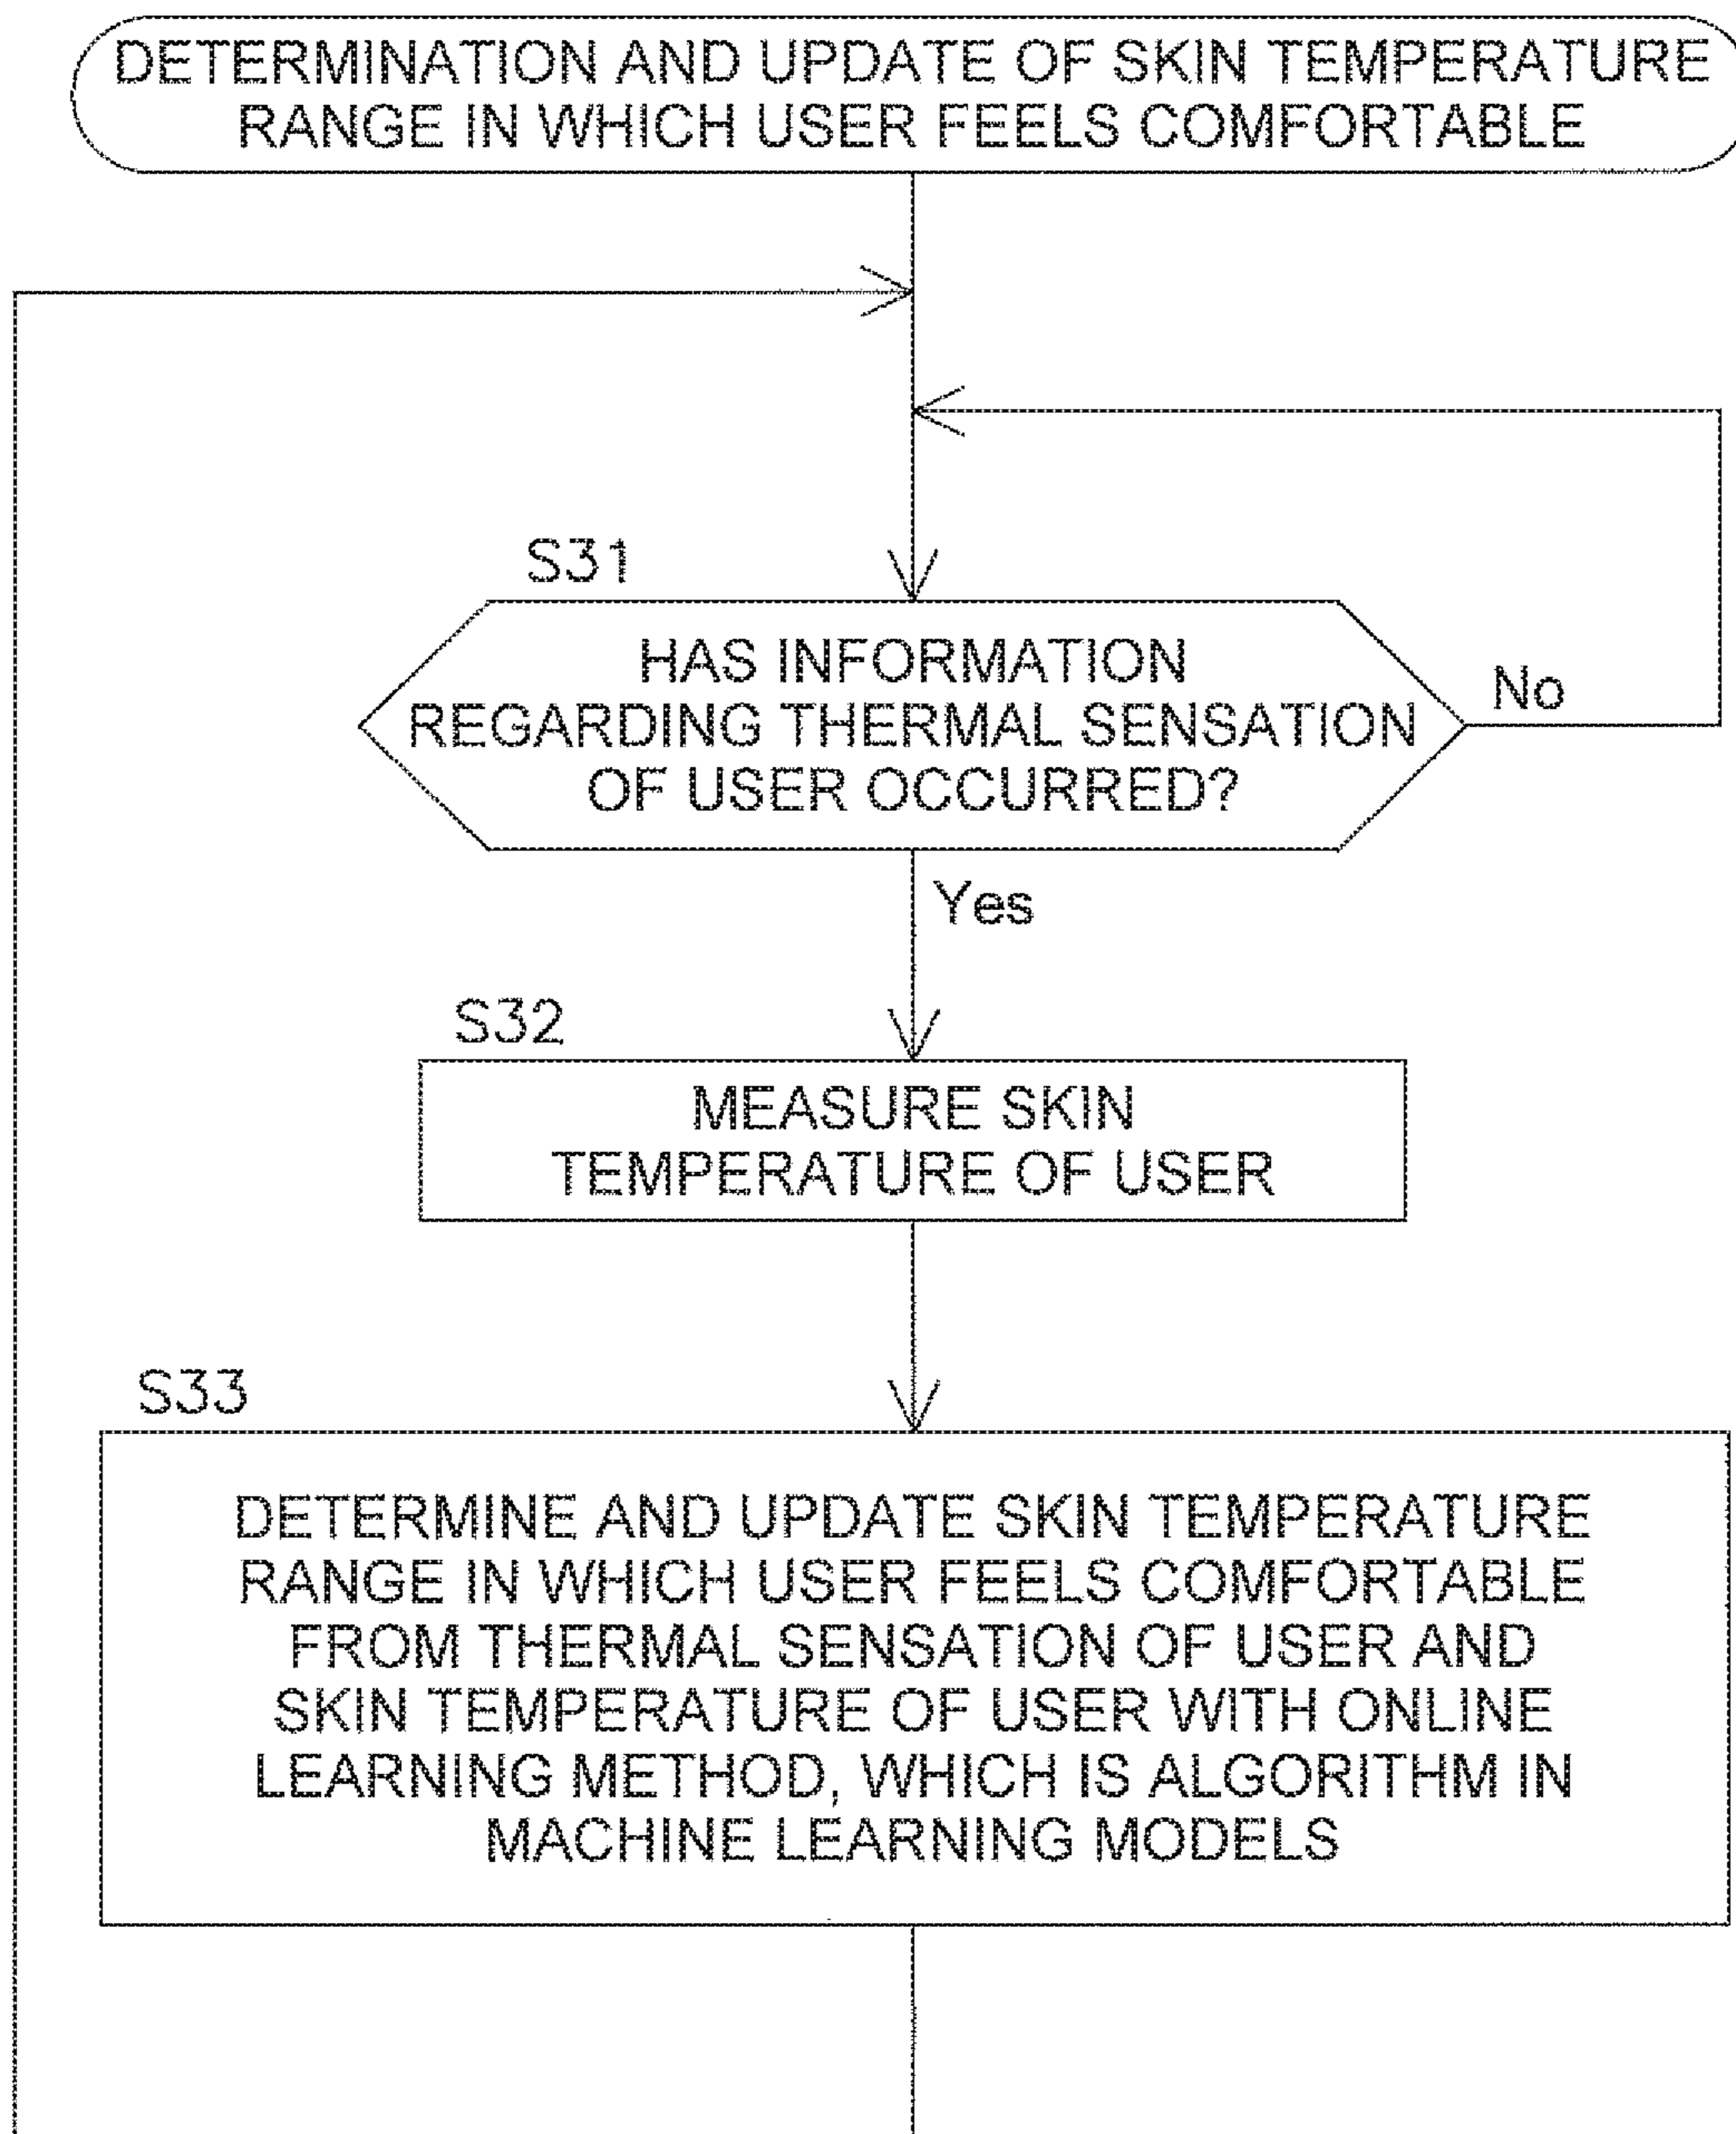 DETERMINATION AND UPDATE OF SKIN TEMPERATURE
RANGE IN WHICH USER FEELS COMFORTABLE
S31
HAS INFORMATION
REGARDING THERMAL SENSATION
OF USER OCCURRED?
No
Yes
S32
MEASURE SKIN
TEMPERATURE OF USER
S33
DETERMINE AND UPDATE SKIN TEMPERATURE
RANGE IN WHICH USER FEELS COMFORTABLE
FROM THERMAL SENSATION OF USER AND
SKIN TEMPERATURE OF USER WITH ONLINE
LEARNING METHOD, WHICH IS ALGORITHM IN
MACHINE LEARNING MODELS